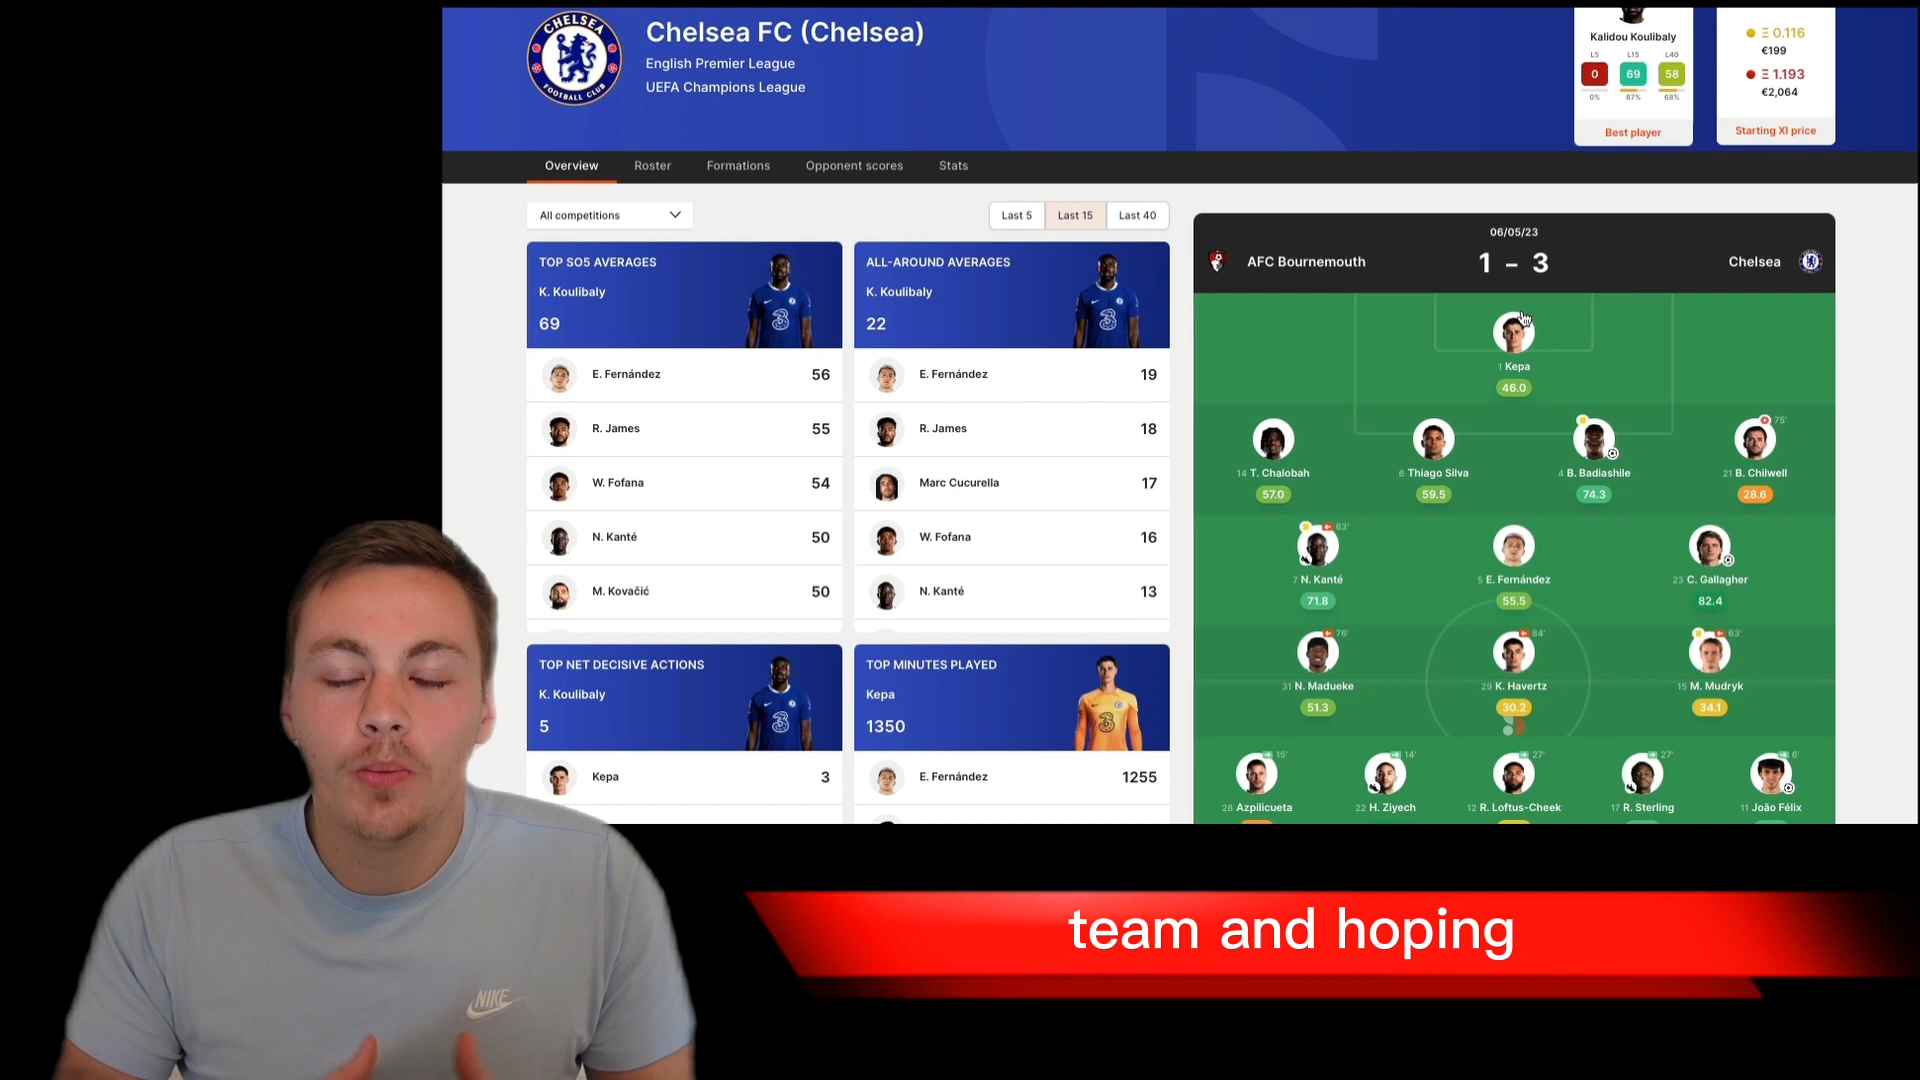 CHELSEA
FOOTBALL CLUB
Chelsea FC (Chelsea)
English Premier League
UEFA Champions League
Kalidou Koulibaly
L5 L15 L40
0 69 58
0% 67% 68%
Best player
Ξ 0.116
€199
Ξ 1.193
€2,064
Starting XI price
Overview Roster Formations Opponent scores Stats
All competitions
Last 5 Last 15 Last 40
TOP SO5 AVERAGES
K. Koulibaly
69
E. Fernández 56
R. James 55
W. Fofana 54
N. Kanté 50
M. Kovačić 50
ALL-AROUND AVERAGES
K. Koulibaly
22
E. Fernández 19
R. James 18
Marc Cucurella 17
W. Fofana 16
N. Kanté 13
TOP NET DECISIVE ACTIONS
K. Koulibaly
5
Kepa 3
TOP MINUTES PLAYED
Kepa
1350
E. Fernández 1255
06/05/23
AFC Bournemouth 1 – 3 Chelsea
1 Kepa
46.0
75'
14 T. Chalobah 6 Thiago Silva 4 B. Badiashile 21 B. Chilwell
57.0 59.5 74.3 28.6
63'
7 N. Kanté 5 E. Fernández 23 C. Gallagher
71.8 55.5 82.4
76' 84' 63'
31 N. Madueke 29 K. Havertz 15 M. Mudryk
51.3 30.2 34.1
15' 14' 27' 27' 6'
28 Azpilicueta 22 H. Ziyech 12 R. Loftus-Cheek 17 R. Sterling 11 João Félix
NIKE
team and hoping